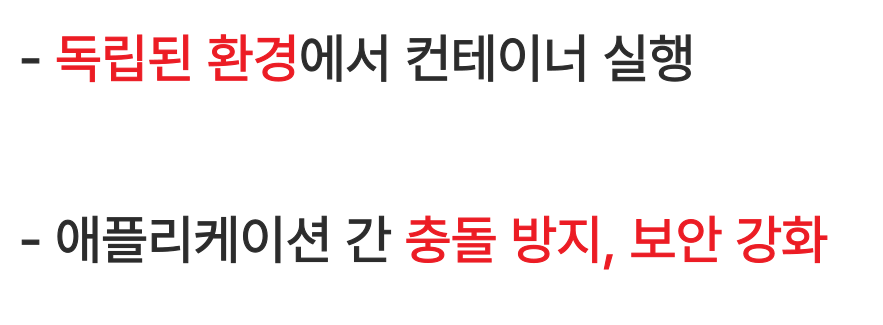 - 독립된 환경에서 컨테이너 실행
- 애플리케이션 간 충돌 방지, 보안 강화